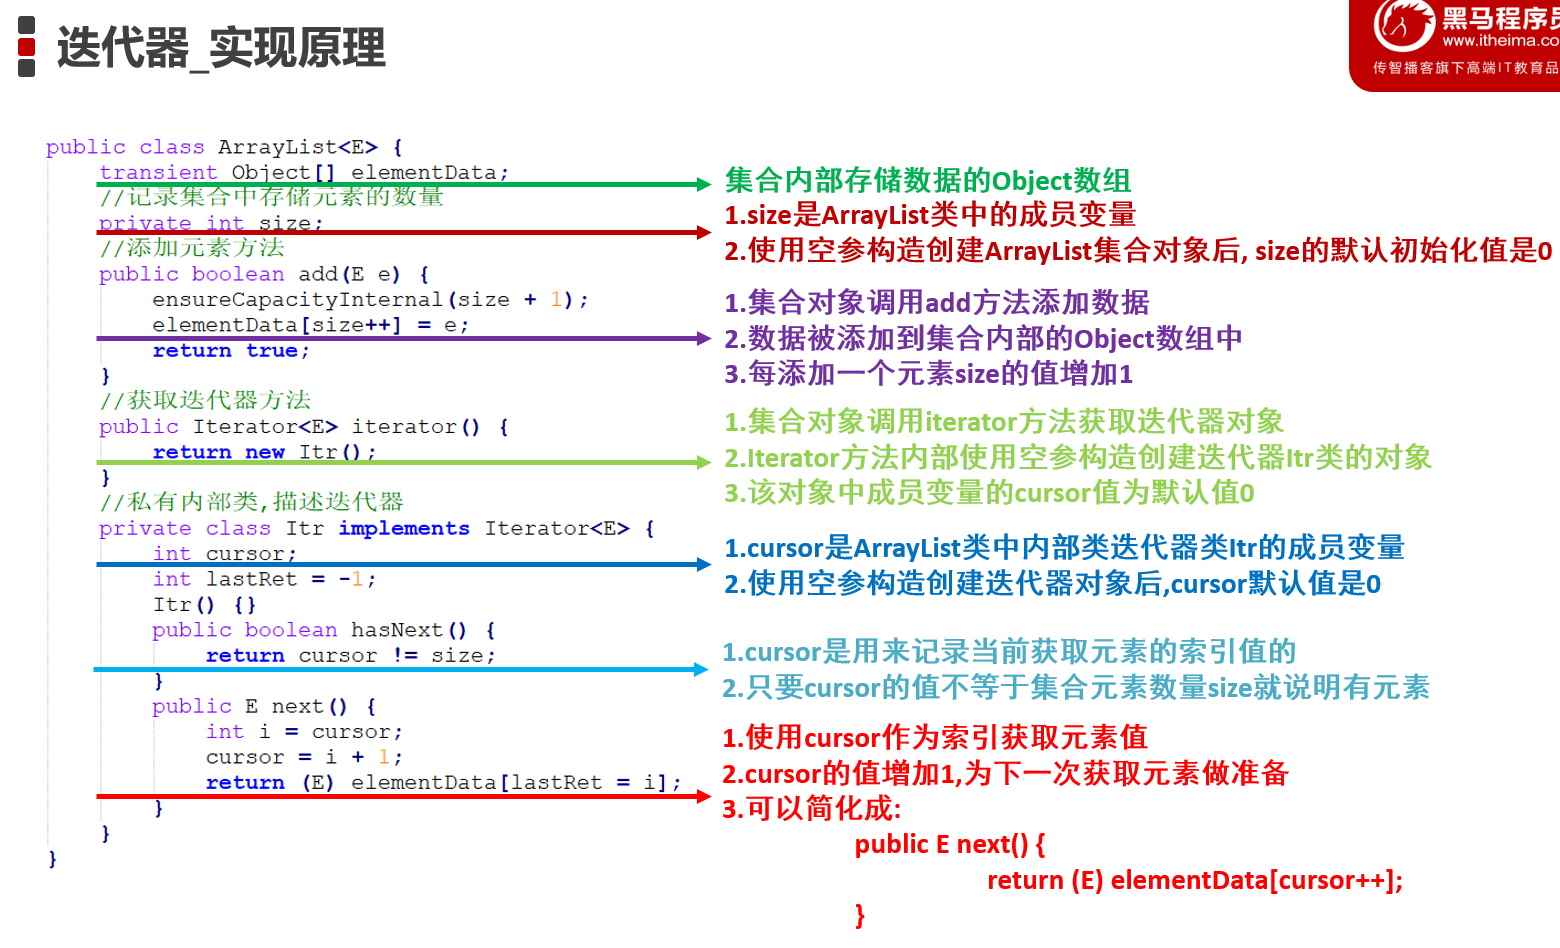 迭代器_实现原理
黑马程序员
www.itheima.co
传智播客旗下高端IT教育品
public class ArrayList<E> {
transient Object[] elementData;
//记录集合中存储元素的数量
private int size;
//添加元素方法
public boolean add(E e) {
ensureCapacityInternal(size + 1);
elementData[size++] = e;
return true;
}
//获取迭代器方法
public Iterator<E> iterator() {
return new Itr();
}
//私有内部类,描述迭代器
private class Itr implements Iterator<E> {
int cursor;
int lastRet = -1;
Itr() {}
public boolean hasNext() {
return cursor != size;
}
public E next() {
int i = cursor;
cursor = i + 1;
return (E) elementData[lastRet = i];
}
}
}
集合内部存储数据的Object数组
1.size是ArrayList类中的成员变量
2.使用空参构造创建ArrayList集合对象后, size的默认初始化值是0
1.集合对象调用add方法添加数据
2.数据被添加到集合内部的Object数组中
3.每添加一个元素size的值增加1
1.集合对象调用iterator方法获取迭代器对象
2.Iterator方法内部使用空参构造创建迭代器Itr类的对象
3.该对象中成员变量的cursor值为默认值0
1.cursor是ArrayList类中内部类迭代器类Itr的成员变量
2.使用空参构造创建迭代器对象后,cursor默认值是0
1.cursor是用来记录当前获取元素的索引值的
2.只要cursor的值不等于集合元素数量size就说明有元素
1.使用cursor作为索引获取元素值
2.cursor的值增加1,为下一次获取元素做准备
3.可以简化成:
public E next() {
return (E) elementData[cursor++];
}